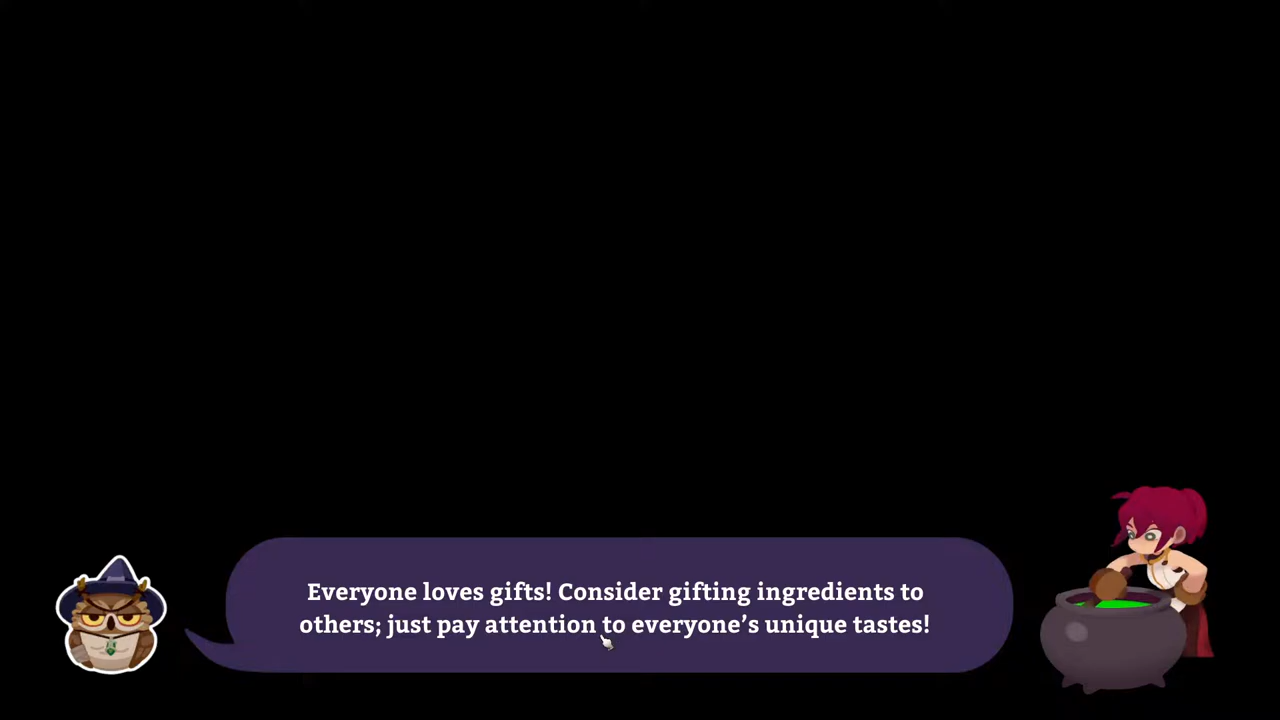 Everyone loves gifts! Consider gifting ingredients to
others; just pay attention to everyone’s unique tastes!